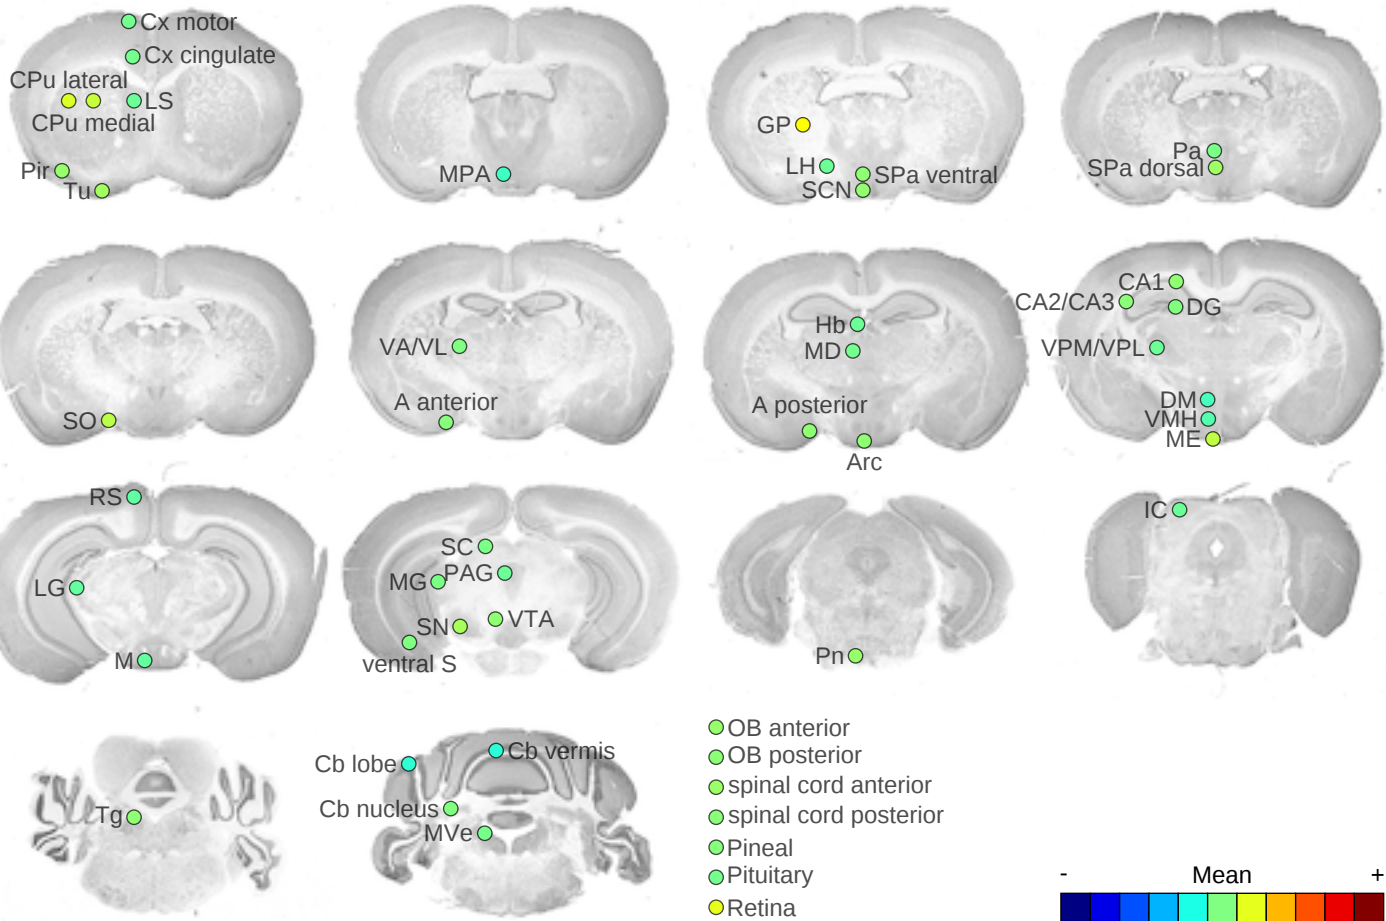 Cx motor
Cx cingulate
CPu lateral
LS
CPu medial
Pir
Tu
MPA
GP
LH
SPa ventral
SCN
Pa
SPa dorsal
SO
VA/VL
A anterior
Hb
MD
A posterior
Arc
CA1
CA2/CA3
DG
VPM/VPL
DM
VMH
ME
RS
LG
M
SC
MG
PAG
SN
VTA
ventral S
Pn
IC
Tg
Cb lobe
Cb vermis
Cb nucleus
MVe
OB anterior
OB posterior
spinal cord anterior
spinal cord posterior
Pineal
Pituitary
Retina
- Mean +